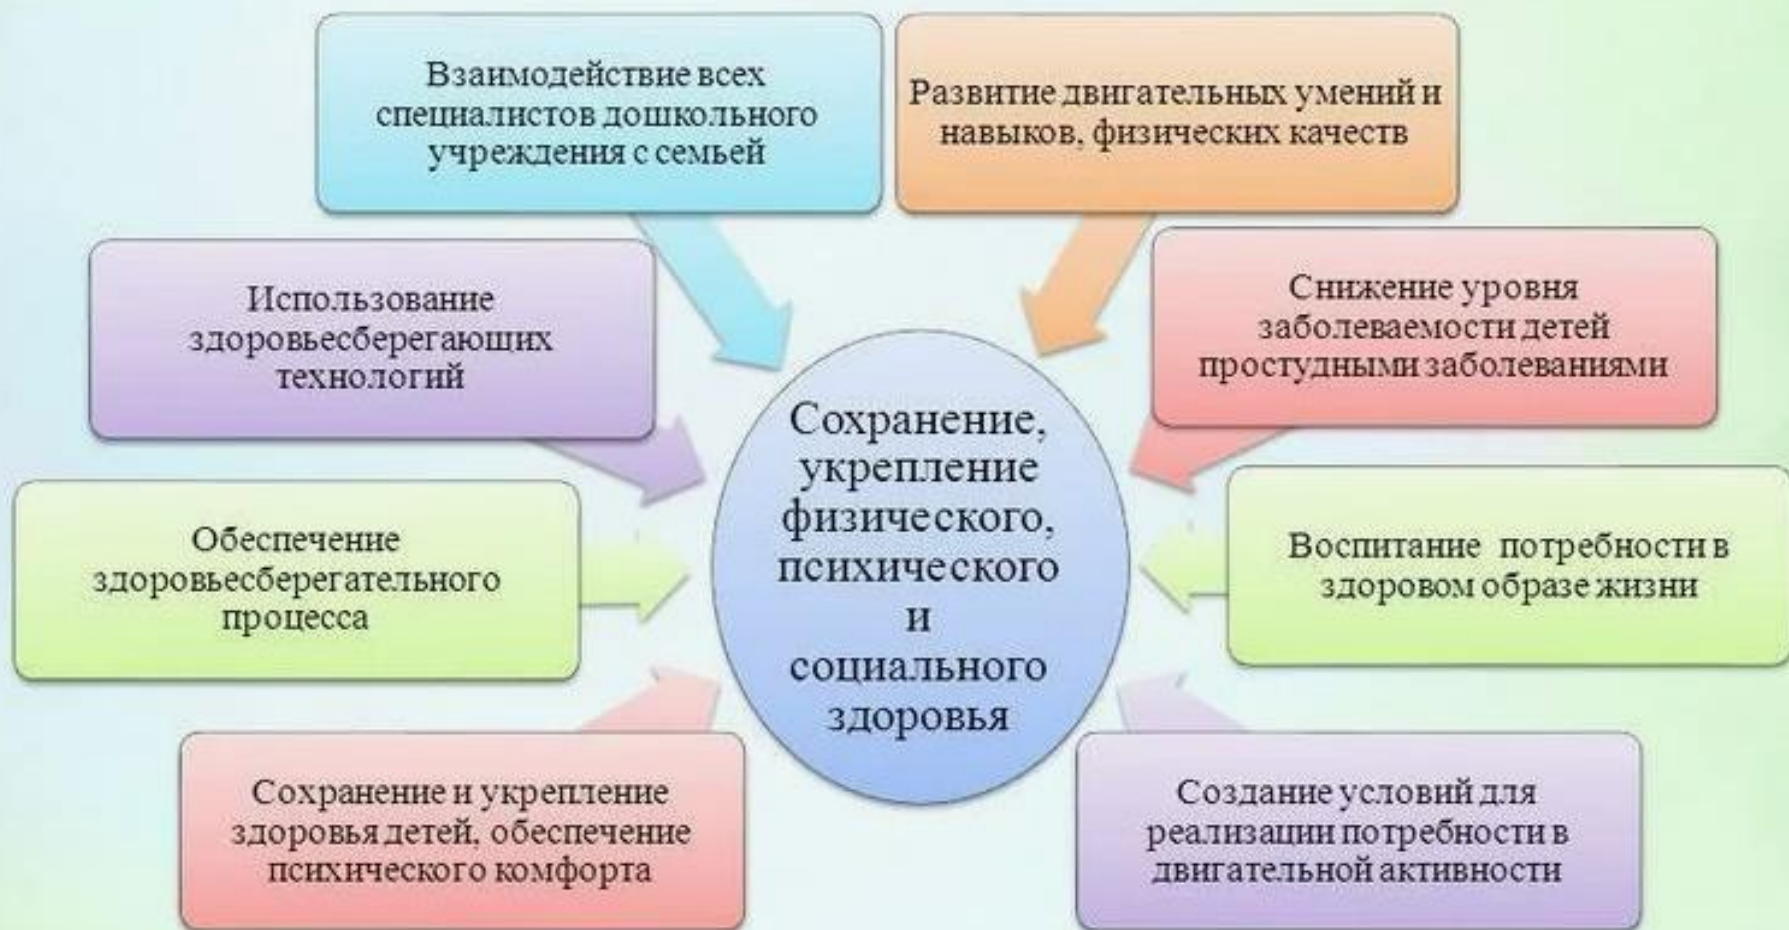 Взаимодействие всех
специалистов дошкольного
учреждения с семьей
Развитие двигательных умений и
навыков, физических качеств
Использование
здоровьесберегающих
технологий
Снижение уровня
заболеваемости детей
простудными заболеваниями
Сохранение,
укрепление
физического,
психического
и
социального
здоровья
Обеспечение
здоровьесберегательного
процесса
Воспитание потребности в
здоровом образе жизни
Сохранение и укрепление
здоровья детей, обеспечение
психического комфорта
Создание условий для
реализации потребности в
двигательной активности